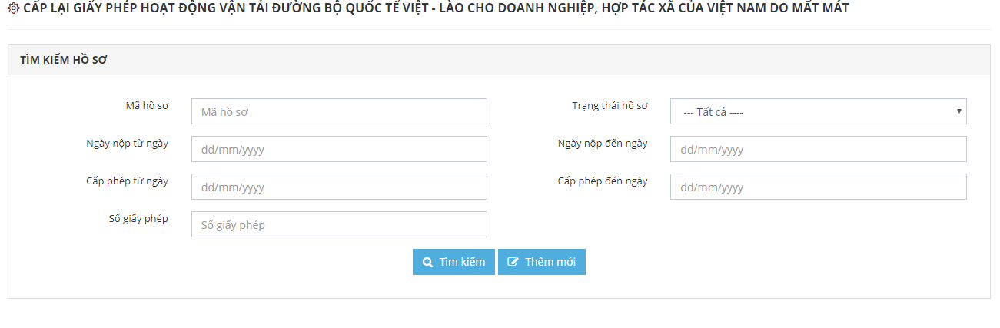 CẤP LẠI GIẤY PHÉP HOẠT ĐỘNG VẬN TẢI ĐƯỜNG BỘ QUỐC TẾ VIỆT - LÀO CHO DOANH NGHIỆP, HỢP TÁC XÃ CỦA VIỆT NAM DO MẤT MÁT
TÌM KIẾM HỒ SƠ
Mã hồ sơ Mã hồ sơ Trạng thái hồ sơ --- Tất cả ----
Ngày nộp từ ngày dd/mm/yyyy Ngày nộp đến ngày dd/mm/yyyy
Cấp phép từ ngày dd/mm/yyyy Cấp phép đến ngày dd/mm/yyyy
Số giấy phép Số giấy phép
Tìm kiếm Thêm mới